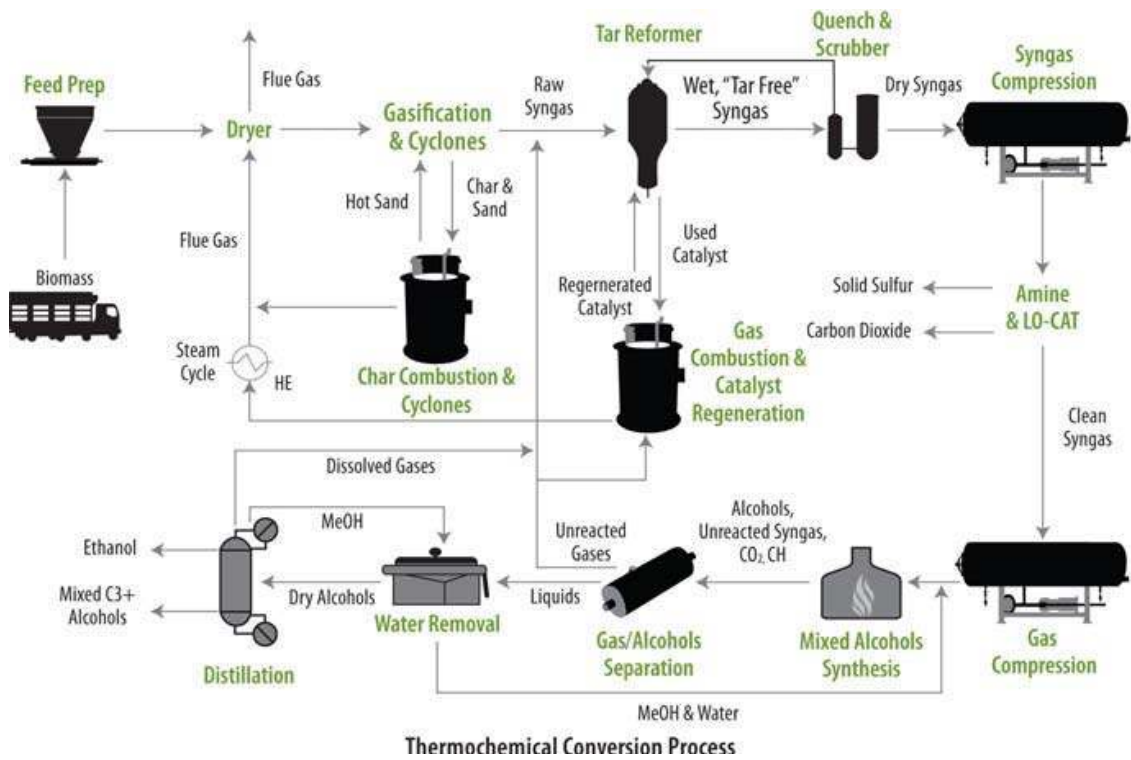 Feed Prep
Flue Gas
Dryer
Gasification
& Cyclones
Raw
Syngas
Tar Reformer
Wet, "Tar Free"
Syngas
Quench &
Scrubber
Dry Syngas
Syngas
Compression
Hot Sand
Char &
Sand
Flue Gas
Biomass
Used
Catalyst
Regernerated
Catalyst
Solid Sulfur
Carbon Dioxide
Amine
& LO-CAT
Steam
Cycle
HE
Char Combustion &
Cyclones
Gas
Combustion &
Catalyst
Regeneration
Clean
Syngas
Dissolved Gases
MeOH
Ethanol
Mixed C3+
Alcohols
Dry Alcohols
Distillation
Water Removal
Liquids
Unreacted
Gases
Gas/Alcohols
Separation
Alcohols,
Unreacted Syngas,
CO₂, CH
Mixed Alcohols
Synthesis
Gas
Compression
MeOH & Water
Thermochemical Conversion Process